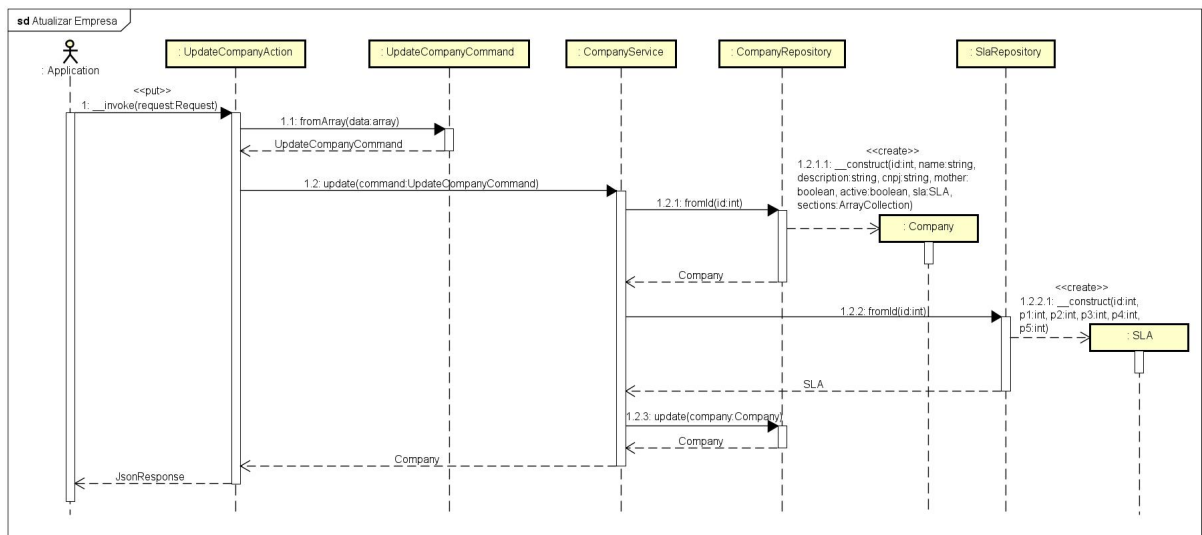 sd Atualizar Empresa
: Application
: UpdateCompanyAction
: UpdateCompanyCommand
: CompanyService
: CompanyRepository
: SlaRepository
<<put>>
1: __invoke(request:Request)
1.1: fromArray(data:array)
UpdateCompanyCommand
1.2: update(command:UpdateCompanyCommand)
1.2.1: fromId(id:int)
<<create>>
1.2.1.1: __construct(id:int, name:string,
description:string, cnpj:string, mother:
boolean, active:boolean, sla:SLA,
sections:ArrayCollection)
: Company
Company
1.2.2: fromId(id:int)
<<create>>
1.2.2.1: __construct(id:int,
p1:int, p2:int, p3:int, p4:int,
p5:int)
: SLA
SLA
1.2.3: update(company:Company)
Company
Company
JsonResponse